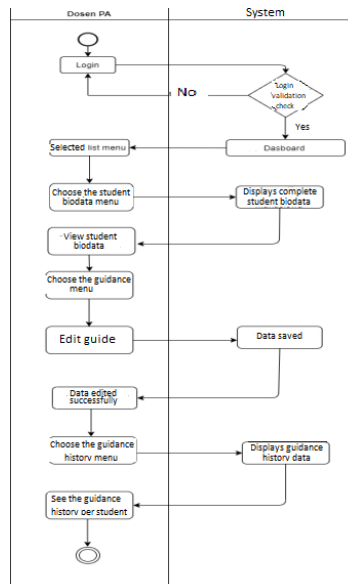 Dosen PA
System
Login
Login
validation
check
No
Yes
Selected list menu
Dasboard
Choose the student
biodata menu
Displays complete
student biodata
View student
biodata
Choose the guidance
menu
Edit guide
Data saved
Data edited
successfully
Choose the guidance
history menu
Displays guidance
history data
See the guidance
history per student